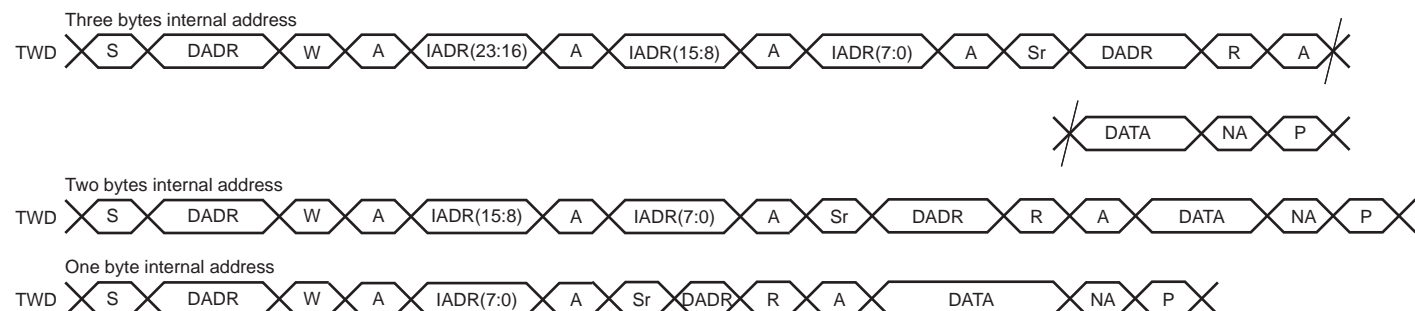 Three bytes internal address
TWD S DADR W A IADR(23:16) A IADR(15:8) A IADR(7:0) A Sr DADR R A
DATA NA P
Two bytes internal address
TWD S DADR W A IADR(15:8) A IADR(7:0) A Sr DADR R A DATA NA P
One byte internal address
TWD S DADR W A IADR(7:0) A Sr DADR R A DATA NA P